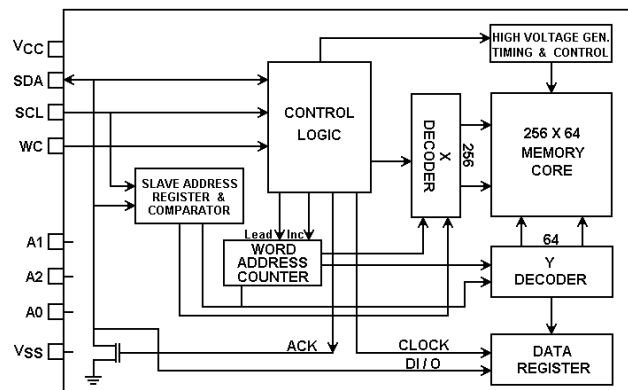 VCC
SDA
SCL
WC
A1
A2
A0
VSS
CONTROL
LOGIC
HIGH VOLTAGE GEN.
TIMING & CONTROL
X
DECODER
256
256 X 64
MEMORY
CORE
SLAVE ADDRESS
REGISTER
& COMPARATOR
Lead Inc
WORD
ADDRESS
COUNTER
64
Y
DECODER
ACK
CLOCK
DI / O
DATA
REGISTER